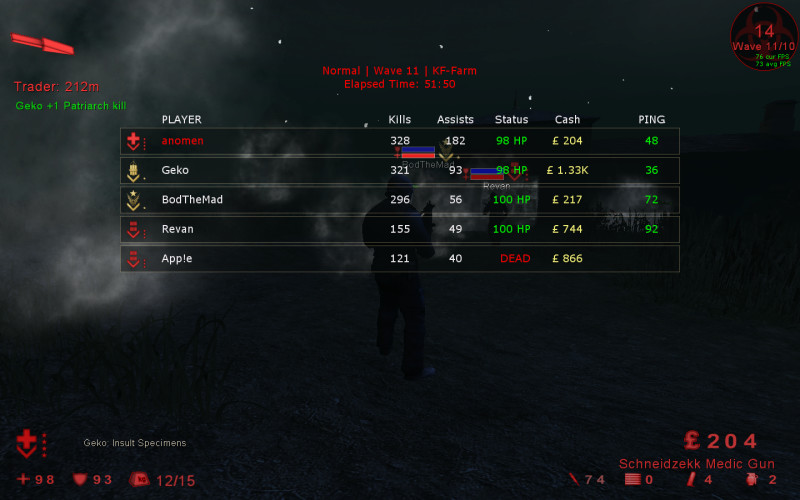 14
Wave 11/10
76 cur FPS
73 avg FPS
Normal | Wave 11 | KF-Farm
Elapsed Time: 51:50
Trader: 212m
Geko +1 Patriarch kill
PLAYER Kills Assists Status Cash PING
anomen 328 182 98 HP £ 204 48
BodTheMad
Geko 321 93 98 HP £ 1.33K 36
Revan
BodTheMad 296 56 100 HP £ 217 72
Revan 155 49 100 HP £ 744 92
App!e 121 40 DEAD £ 866
Geko: Insult Specimens
£ 204
Schneidzekk Medic Gun
98 93 12/15 74 0 4 2